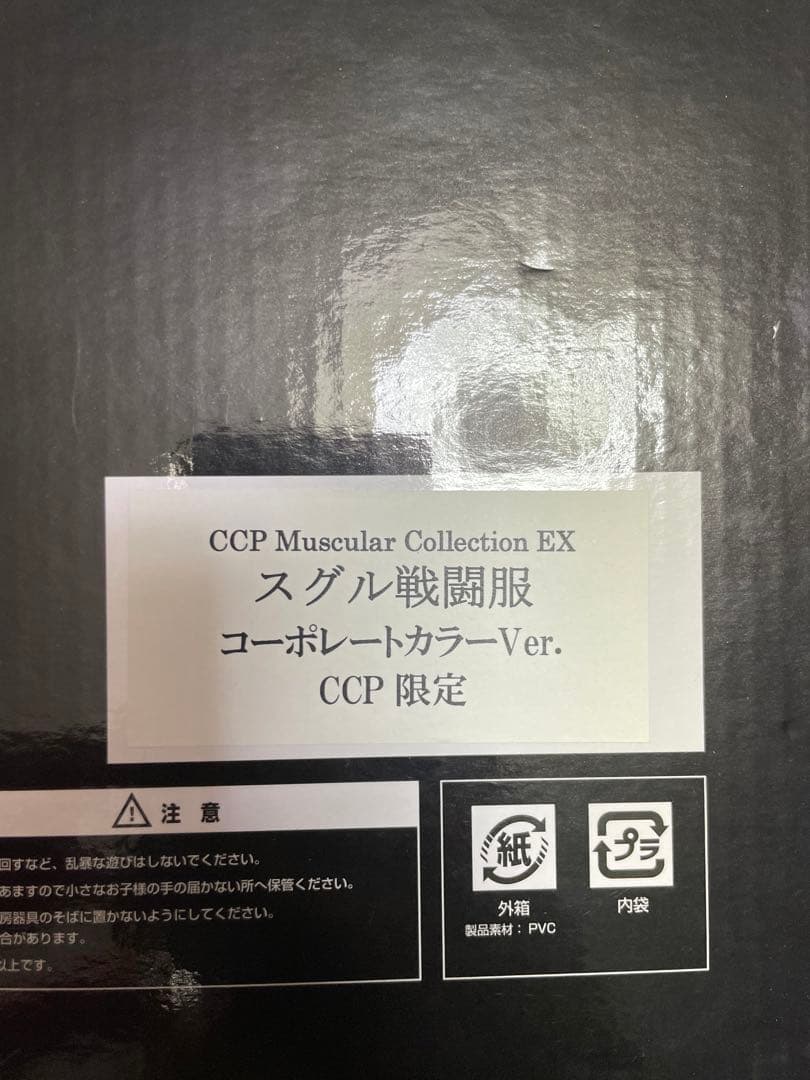 CCP Muscular Collection EX
スグル戦闘服
コーポレートカラーVer.
CCP 限定
注 意
回すなど、乱暴な遊びはしないでください。
あますので小さなお子様の手の届かない所へ保管ください。
房器具のそばに置かないようにしてください。
合があります。
以上です。
紙
プラ
外箱
内袋
製品素材：PVC